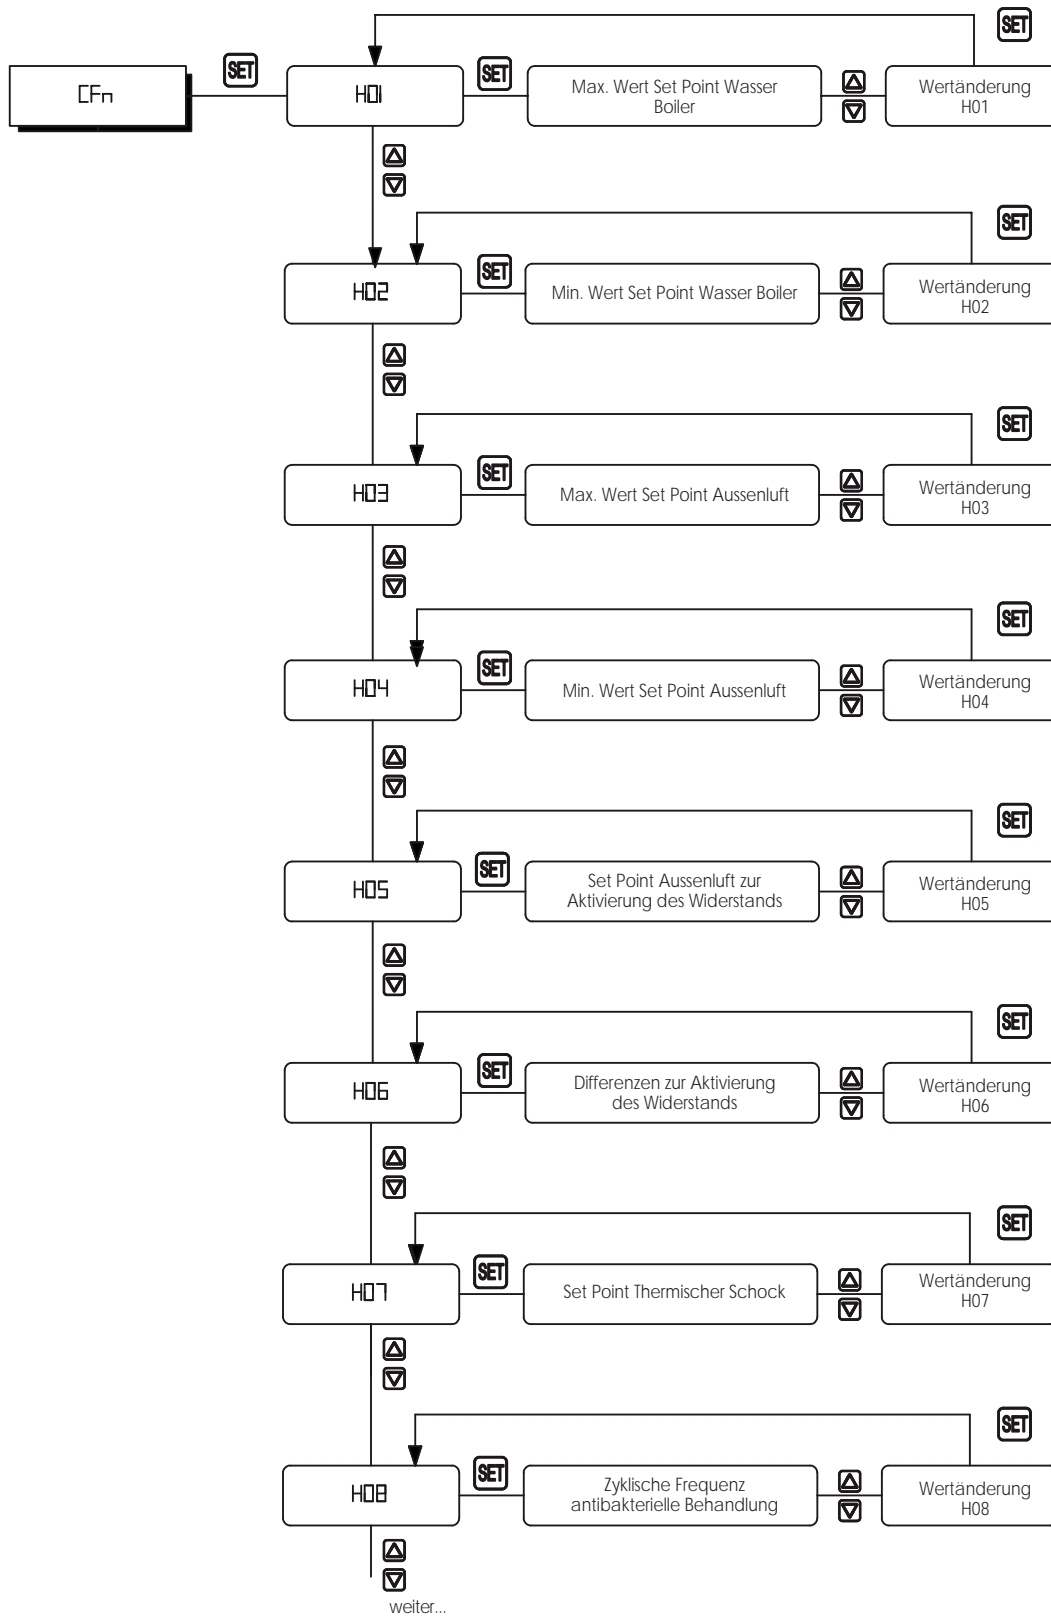 SET
CFn
SET
H01
SET
Max. Wert Set Point Wasser
Boiler
Wertänderung
H01
SET
H02
SET
Min. Wert Set Point Wasser Boiler
Wertänderung
H02
SET
H03
SET
Max. Wert Set Point Aussenluft
Wertänderung
H03
SET
H04
SET
Min. Wert Set Point Aussenluft
Wertänderung
H04
SET
H05
SET
Set Point Aussenluft zur
Aktivierung des Widerstands
Wertänderung
H05
SET
H06
SET
Differenzen zur Aktivierung
des Widerstands
Wertänderung
H06
SET
H07
SET
Set Point Thermischer Schock
Wertänderung
H07
SET
H08
SET
Zyklische Frequenz
antibakterielle Behandlung
Wertänderung
H08
weiter...